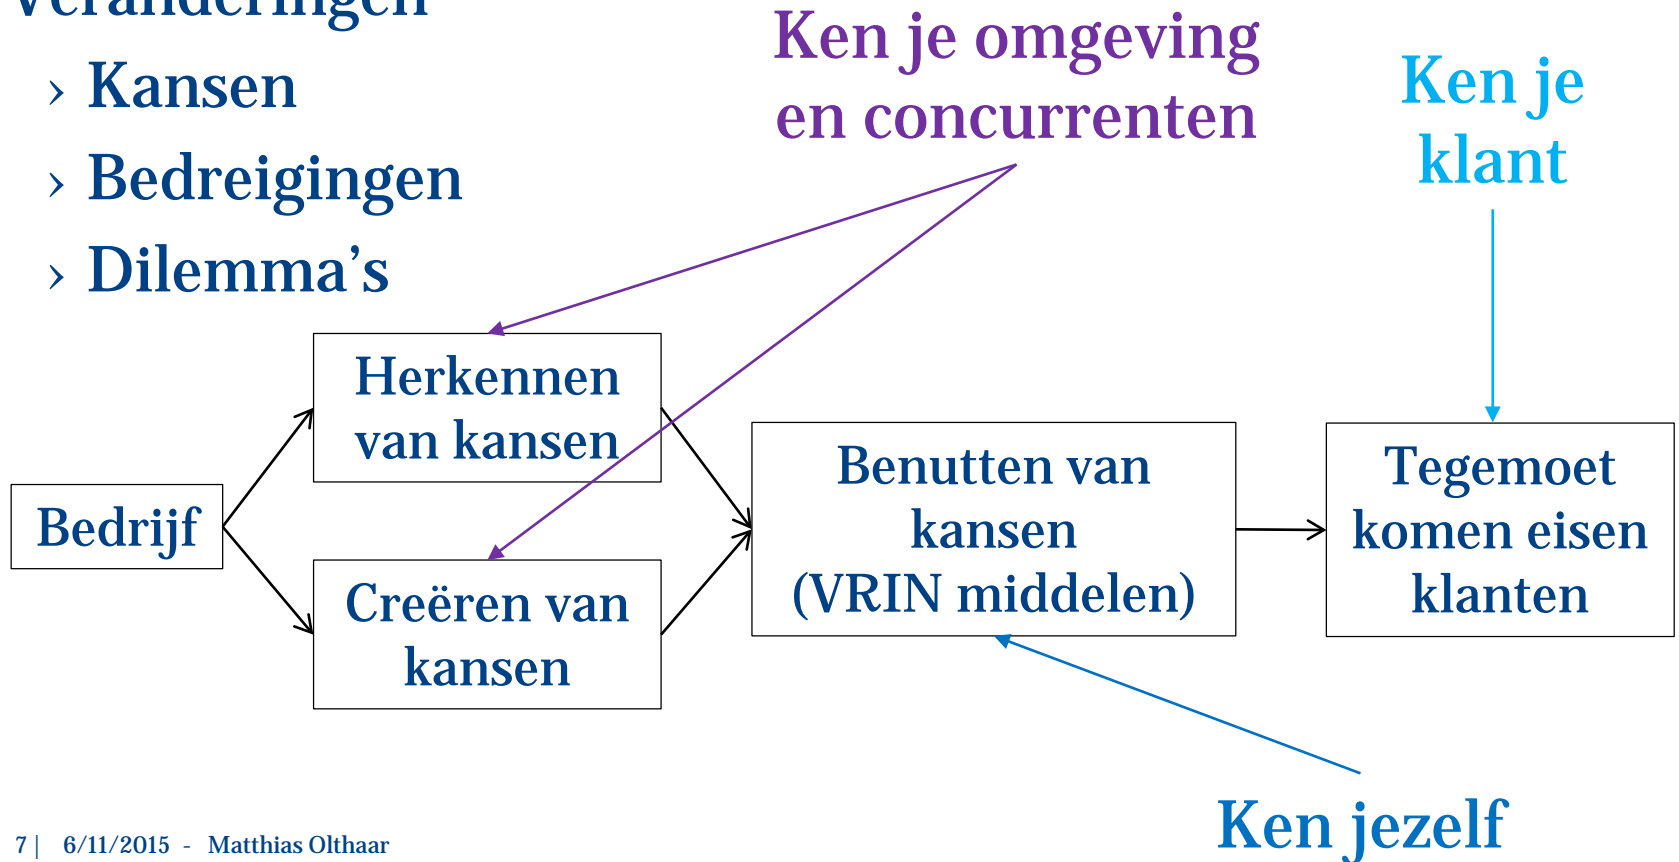 Veranderingen
› Kansen
› Bedreigingen
› Dilemma’s
Ken je omgeving
en concurrenten
Ken je
klant
Herkennen
van kansen
Bedrijf
Creëren van
kansen
Benutten van
kansen
(VRIN middelen)
Tegemoet
komen eisen
klanten
Ken jezelf
7 | 6/11/2015 - Matthias Olthaar